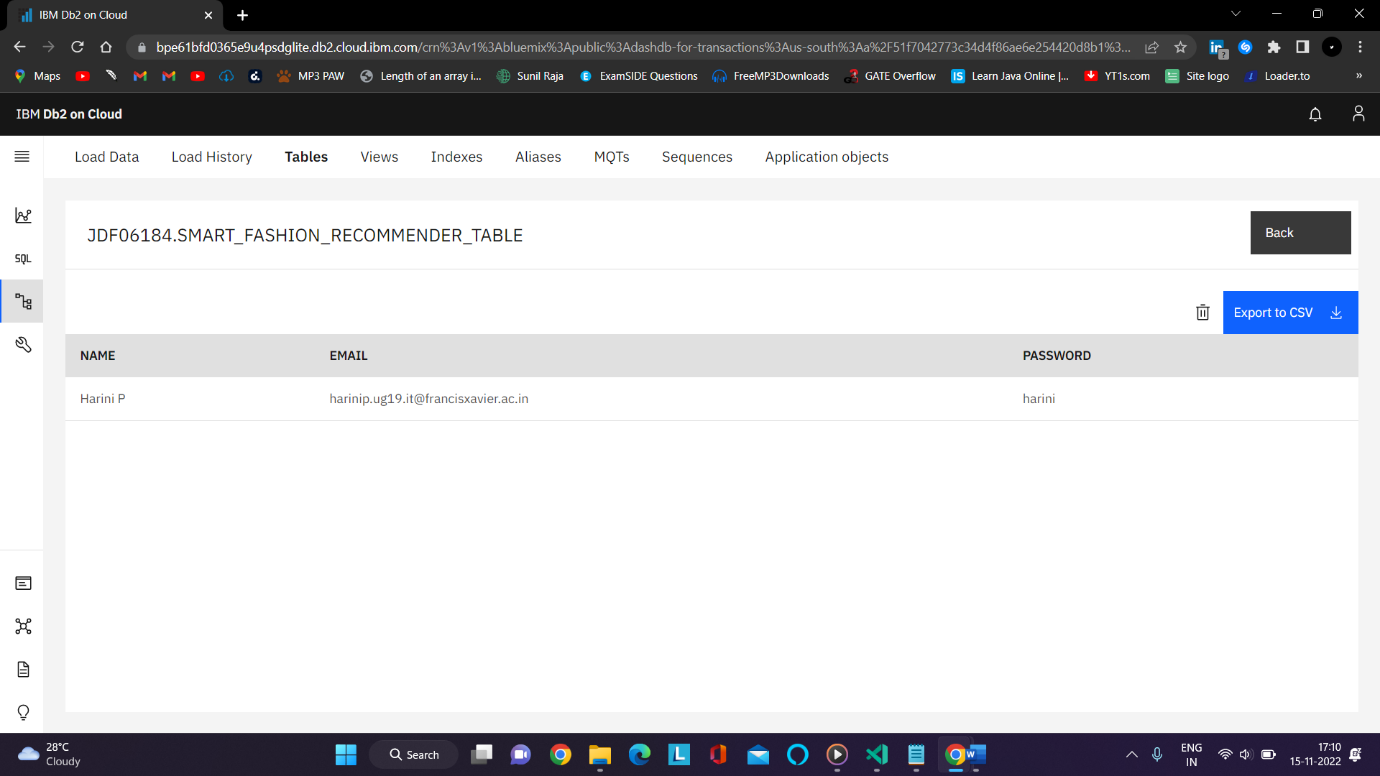 IBM Db2 on Cloud
bpe61bfd0365e9u4psdglite.db2.cloud.ibm.com/crn%3Av1%3Abluemix%3Apublic%3Adashdb-for-transactions%3Aus-south%3Aa%2F51f7042773c34d4f86ae6e254420d8b1%3...
Maps MP3 PAW Length of an array i... Sunil Raja ExamSIDE Questions FreeMP3Downloads GATE Overflow IS Learn Java Online |... YT1s.com Site logo Loader.to »
IBM Db2 on Cloud
Load Data Load History Tables Views Indexes Aliases MQTs Sequences Application objects
SQL
JDF06184.SMART_FASHION_RECOMMENDER_TABLE
Back
Export to CSV
NAME EMAIL PASSWORD
Harini P harinip.ug19.it@francisxavier.ac.in harini
28°C
Cloudy
Search
ENG
IN
17:10
15-11-2022